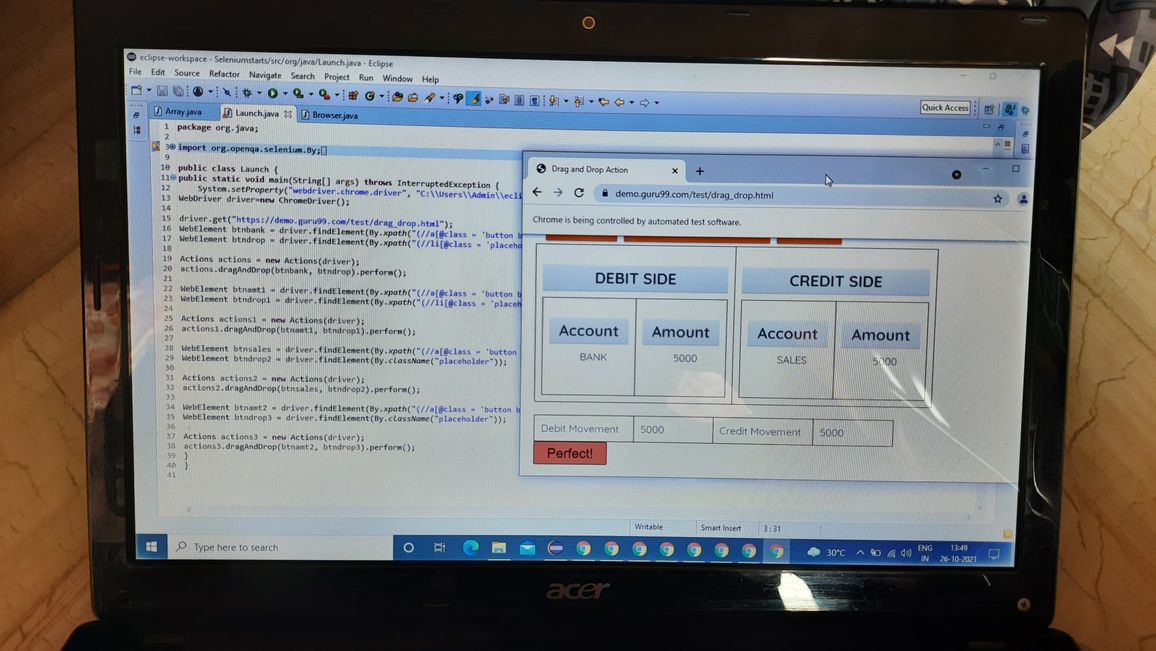 eclipse-workspace - Seleniumstarts/src/org/java/Launch.java - Eclipse
File Edit Source Refactor Navigate Search Project Run Window Help
Quick Access
Array.java Launch.java Browser.java
1 package org.java;
2
3 import org.openqa.selenium.By;
9
10 public class Launch {
11 public static void main(String[] args) throws InterruptedException {
12 System.setProperty("webdriver.chrome.driver", "C:\\Users\\Admin\\ecli
13 WebDriver driver=new ChromeDriver();
14
15 driver.get("https://demo.guru99.com/test/drag_drop.html");
16 WebElement btnbank = driver.findElement(By.xpath("(//a[@class = 'button b
17 WebElement btndrop = driver.findElement(By.xpath("(//li[@class = 'placeho
18
19 Actions actions = new Actions(driver);
20 actions.dragAndDrop(btnbank, btndrop).perform();
21
22 WebElement btnamt1 = driver.findElement(By.xpath("(//a[@class = 'button b
23 WebElement btndrop1 = driver.findElement(By.xpath("(//li[@class = 'placeh
24
25 Actions actions1 = new Actions(driver);
26 actions1.dragAndDrop(btnamt1, btndrop1).perform();
27
28 WebElement btnsales = driver.findElement(By.xpath("(//a[@class = 'button
29 WebElement btndrop2 = driver.findElement(By.className("placeholder"));
30
31 Actions actions2 = new Actions(driver);
32 actions2.dragAndDrop(btnsales, btndrop2).perform();
33
34 WebElement btnamt2 = driver.findElement(By.xpath("(//a[@class = 'button b
35 WebElement btndrop3 = driver.findElement(By.className("placeholder"));
36
37 Actions actions3 = new Actions(driver);
38 actions3.dragAndDrop(btnamt2, btndrop3).perform();
39 }
40 }
41
Drag and Drop Action
demo.guru99.com/test/drag_drop.html
Chrome is being controlled by automated test software.
DEBIT SIDE CREDIT SIDE
Account Amount Account Amount
BANK 5000 SALES 5000
Debit Movement 5000 Credit Movement 5000
Perfect!
Writable Smart Insert 3 : 31
Type here to search
30°C
ENG
IN
13:49
26-10-2021
acer